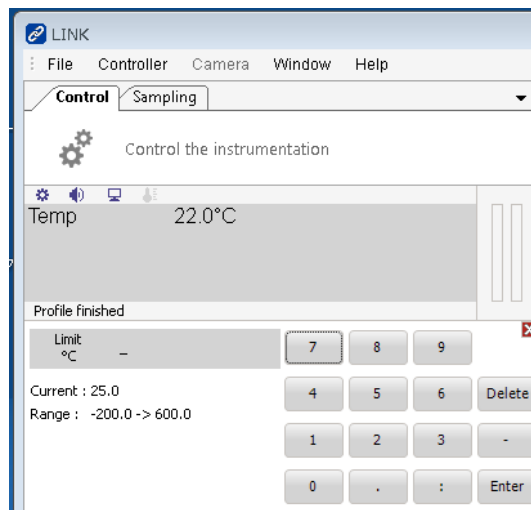 LINK
File Controller Camera Window Help
Control Sampling
Control the instrumentation
Temp 22.0°C
Profile finished
Limit
°C _
7 8 9
Current : 25.0
4 5 6 Delete
Range : -200.0 -> 600.0
1 2 3 -
0 . : Enter